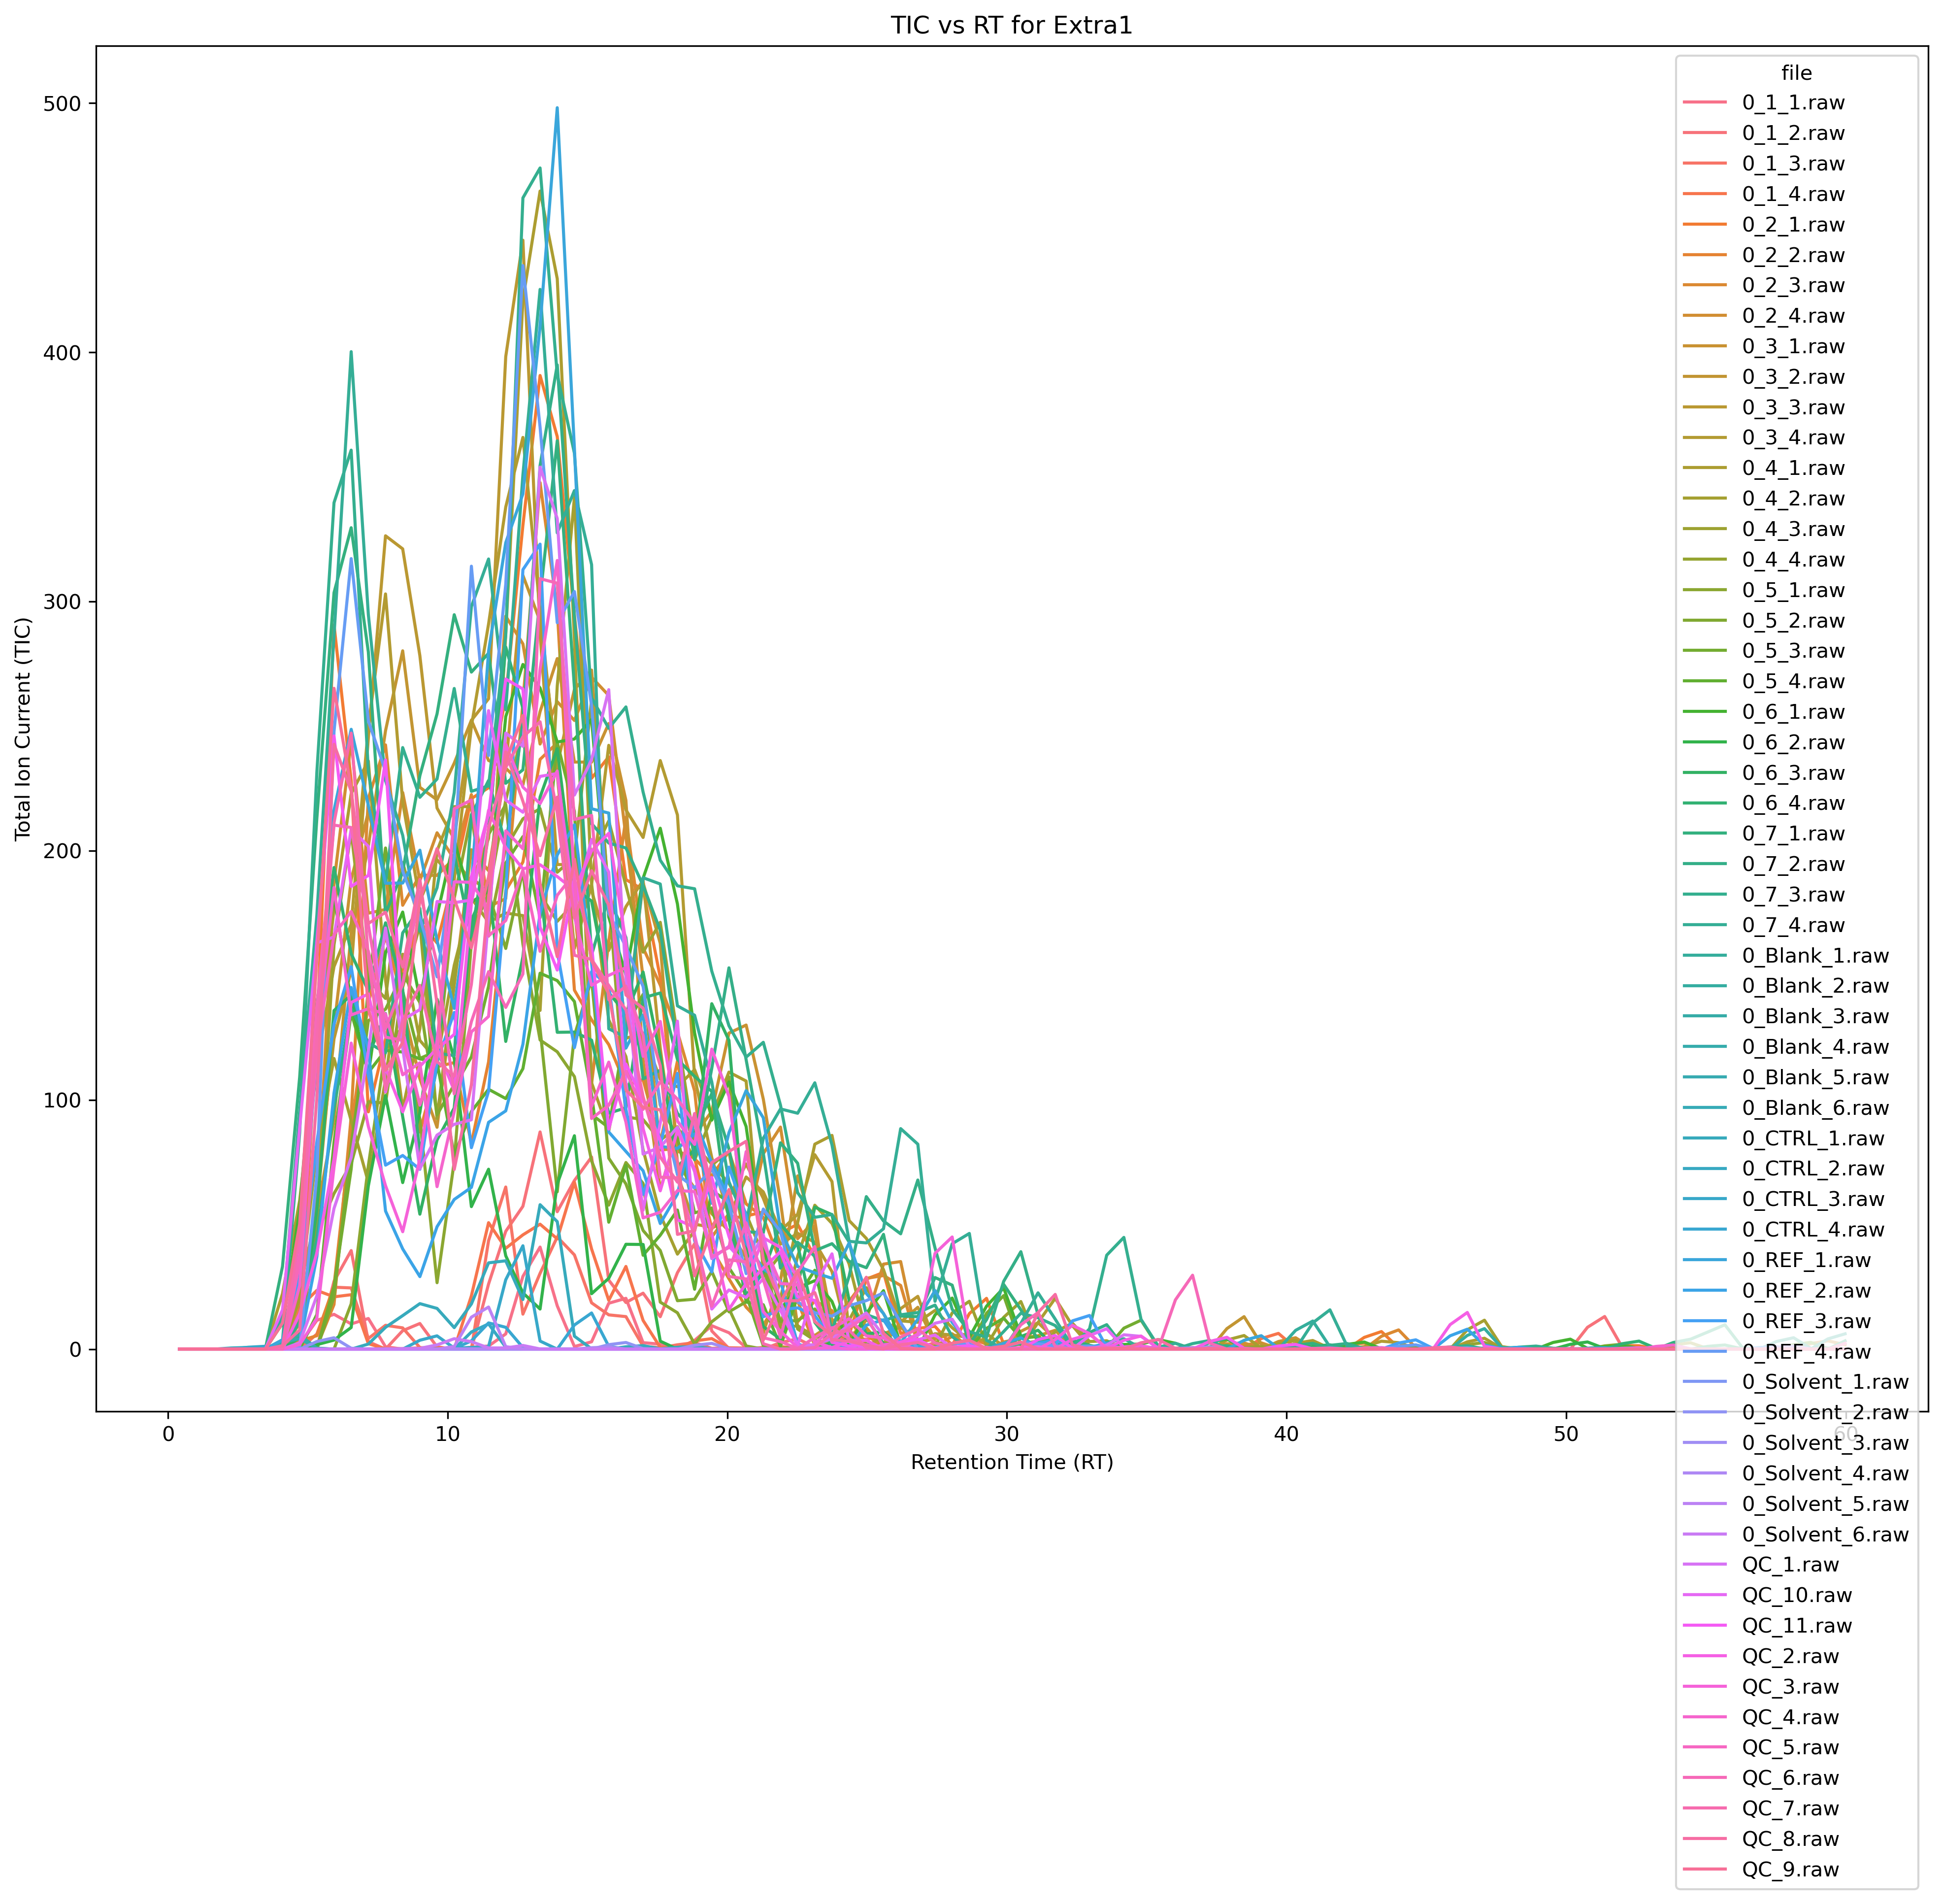 TIC vs RT for Extra1
file
0_1_1.raw
0_1_2.raw
0_1_3.raw
0_1_4.raw
0_2_1.raw
0_2_2.raw
0_2_3.raw
0_2_4.raw
0_3_1.raw
0_3_2.raw
0_3_3.raw
0_3_4.raw
0_4_1.raw
0_4_2.raw
0_4_3.raw
0_4_4.raw
0_5_1.raw
0_5_2.raw
0_5_3.raw
0_5_4.raw
0_6_1.raw
0_6_2.raw
0_6_3.raw
0_6_4.raw
0_7_1.raw
0_7_2.raw
0_7_3.raw
0_7_4.raw
0_Blank_1.raw
0_Blank_2.raw
0_Blank_3.raw
0_Blank_4.raw
0_Blank_5.raw
0_Blank_6.raw
0_CTRL_1.raw
0_CTRL_2.raw
0_CTRL_3.raw
0_CTRL_4.raw
0_REF_1.raw
0_REF_2.raw
0_REF_3.raw
0_REF_4.raw
0_Solvent_1.raw
0_Solvent_2.raw
0_Solvent_3.raw
0_Solvent_4.raw
0_Solvent_5.raw
0_Solvent_6.raw
QC_1.raw
QC_10.raw
QC_11.raw
QC_2.raw
QC_3.raw
QC_4.raw
QC_5.raw
QC_6.raw
QC_7.raw
QC_8.raw
QC_9.raw
Total Ion Current (TIC)
500
400
300
200
100
0
0 10 20 30 40 50 60
Retention Time (RT)